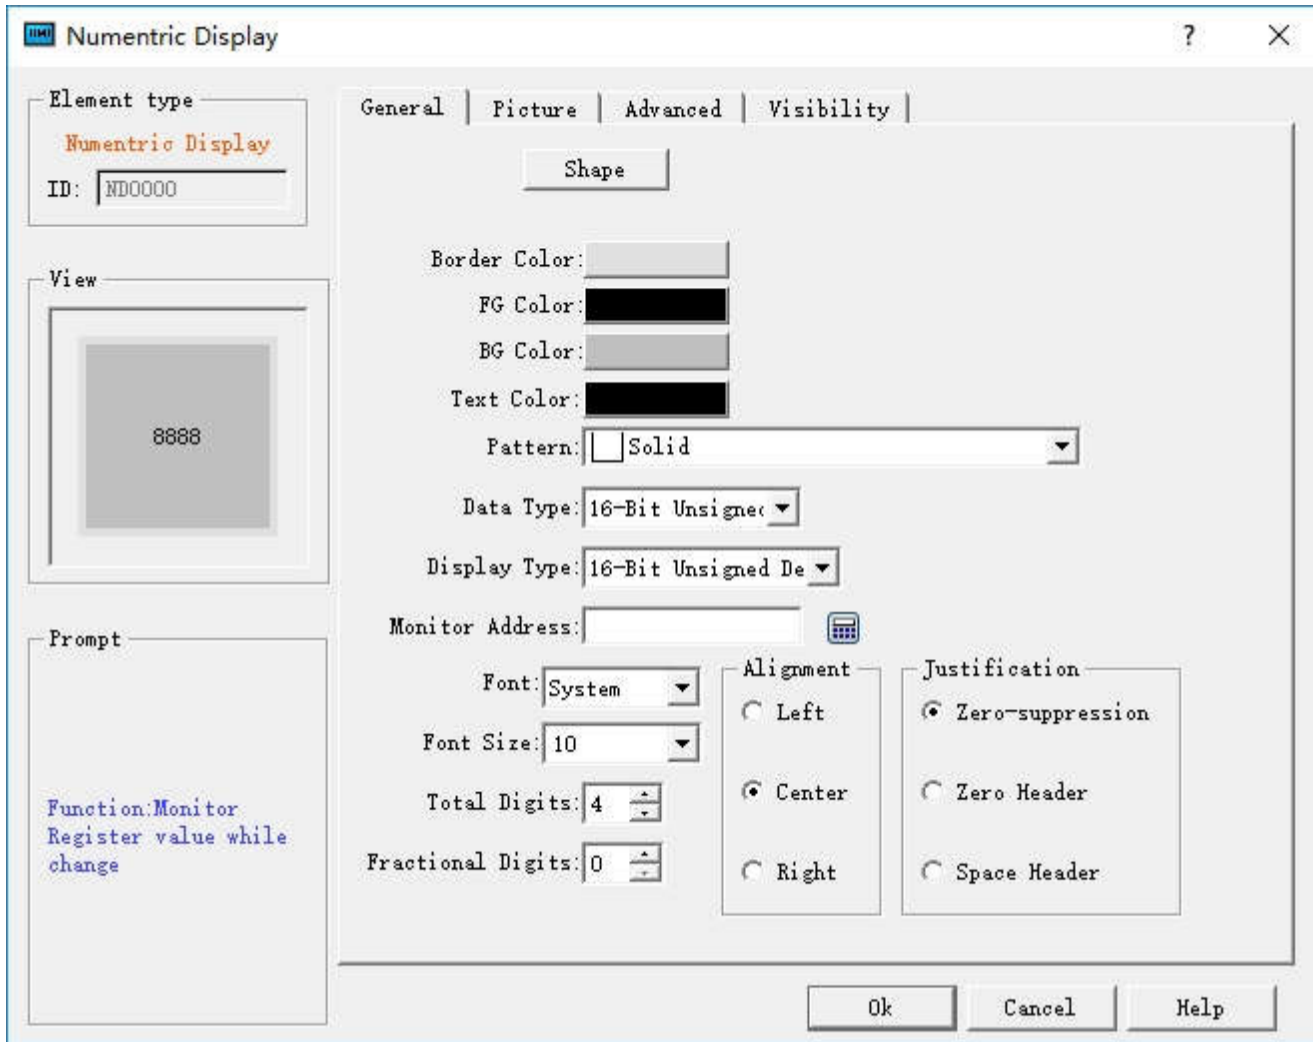 Numentric Display
Element type
Numentric Display
ID: ND0000
View
8888
Prompt
Function:Monitor
Register value while
change
General
Picture
Advanced
Visibility
Shape
Border Color:
FG Color:
BG Color:
Text Color:
Pattern: Solid
Data Type: 16-Bit Unsigned
Display Type: 16-Bit Unsigned De
Monitor Address:
Font: System
Font Size: 10
Total Digits: 4
Fractional Digits: 0
Alignment
Left
Center
Right
Justification
Zero-suppression
Zero Header
Space Header
Ok
Cancel
Help